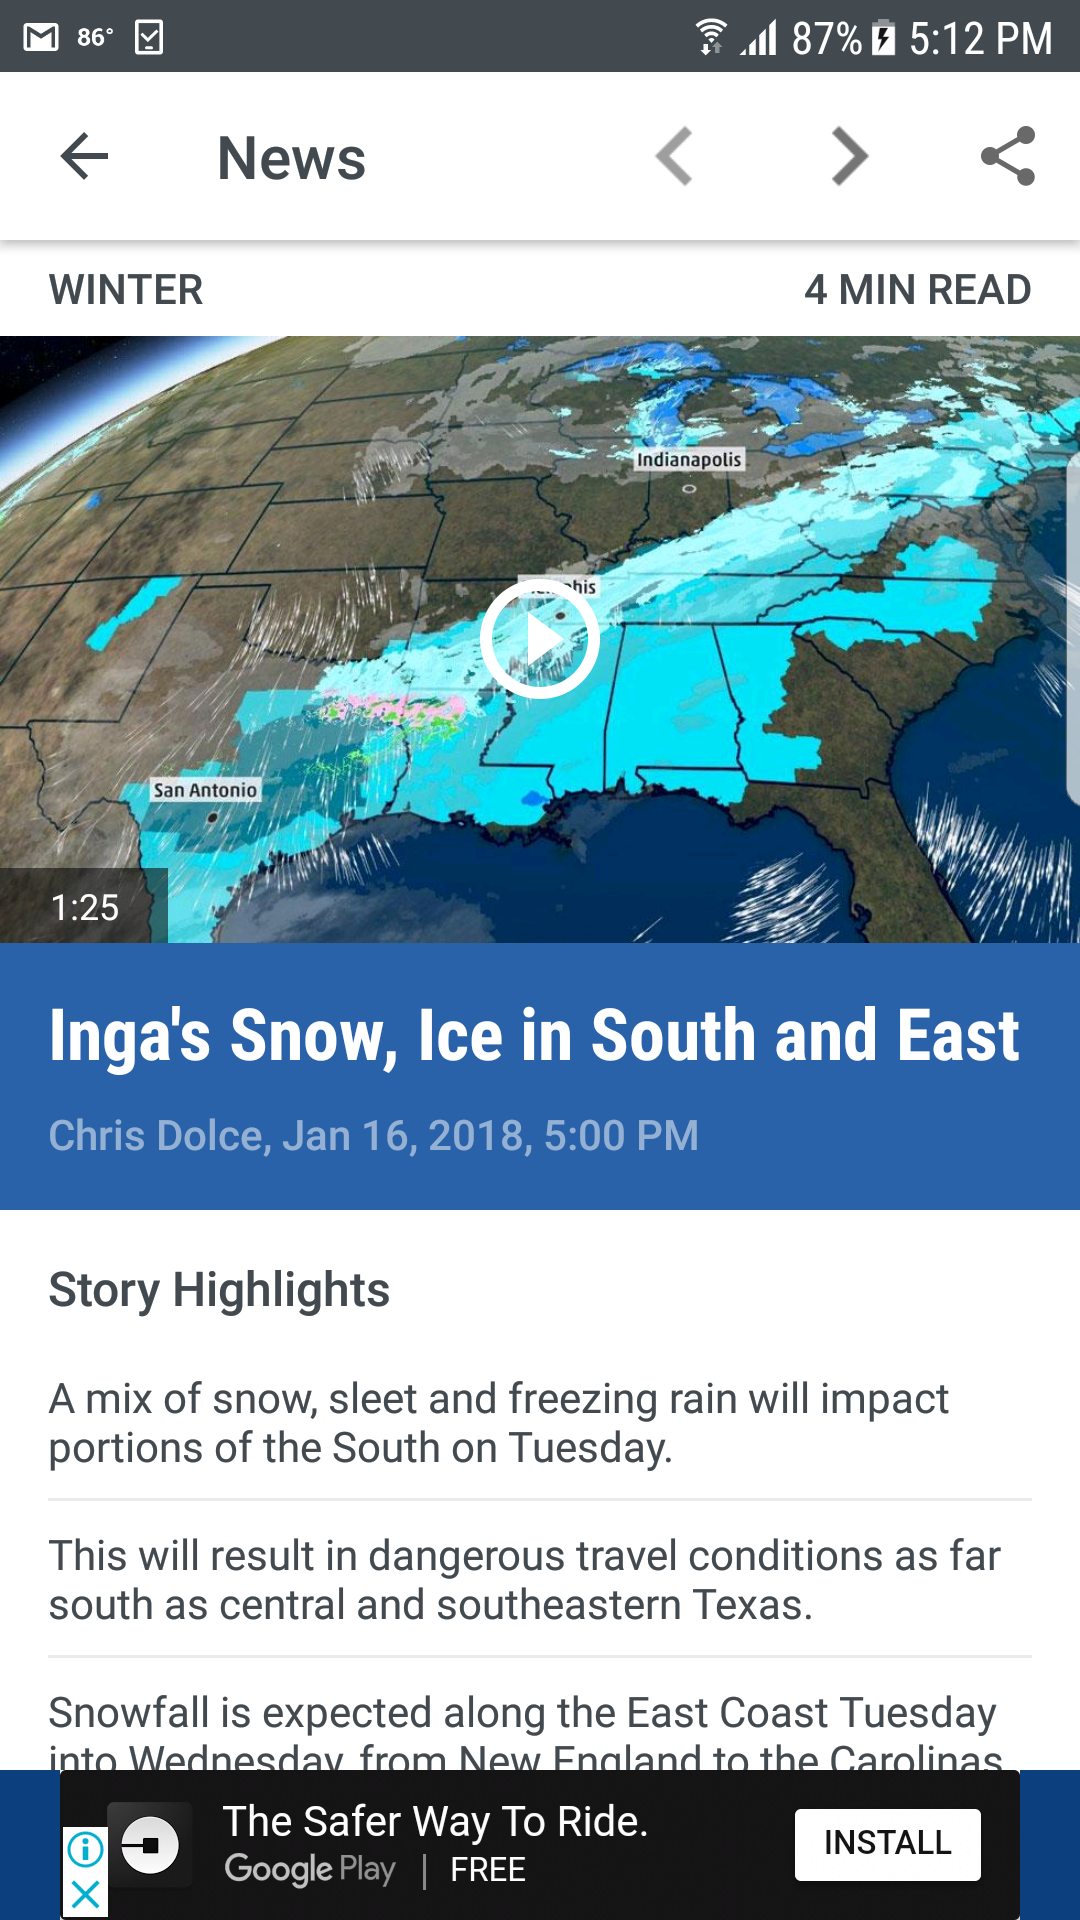 86°
87% 5:12 PM
News
WINTER
4 MIN READ
Indianapolis
San Antonio
1:25
Inga's Snow, Ice in South and East
Chris Dolce, Jan 16, 2018, 5:00 PM
Story Highlights
A mix of snow, sleet and freezing rain will impact
portions of the South on Tuesday.
This will result in dangerous travel conditions as far
south as central and southeastern Texas.
Snowfall is expected along the East Coast Tuesday
into Wednesday, from New England to the Carolinas
The Safer Way To Ride.
Google Play | FREE
INSTALL